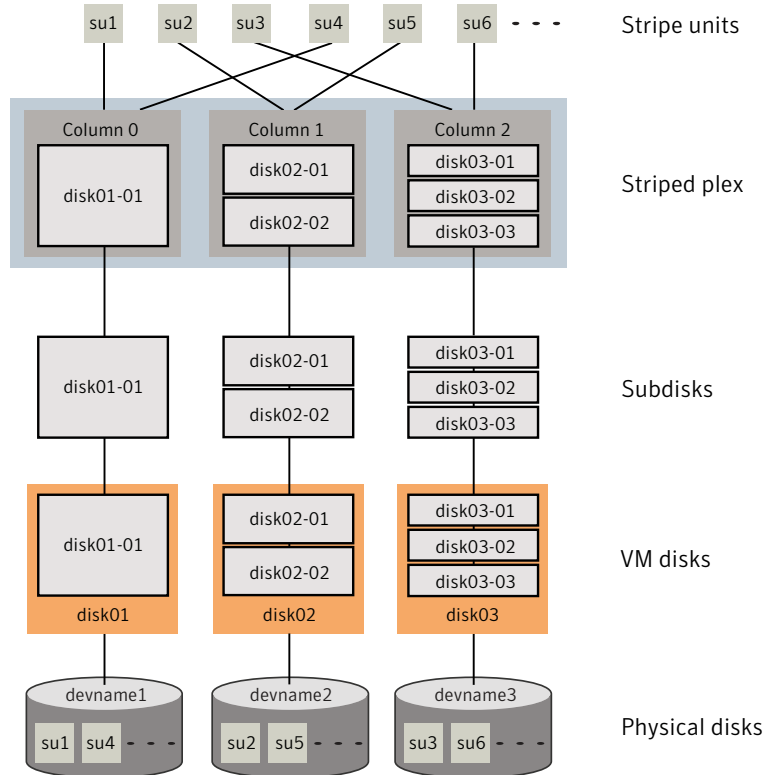 su1 su2 su3 su4 su5 su6 - - - - Stripe units
Column 0 Column 1 Column 2
disk01-01 disk02-01 disk03-01
disk03-02
disk02-02 disk03-03
Striped plex
disk01-01 disk02-01 disk03-01
disk03-02
disk02-02 disk03-03
Subdisks
disk01-01 disk02-01 disk03-01
disk03-02
disk02-02 disk03-03
VM disks
disk01 disk02 disk03
devname1 devname2 devname3
su1 su4 - - - - su2 su5 - - - - su3 su6 - - - -
Physical disks